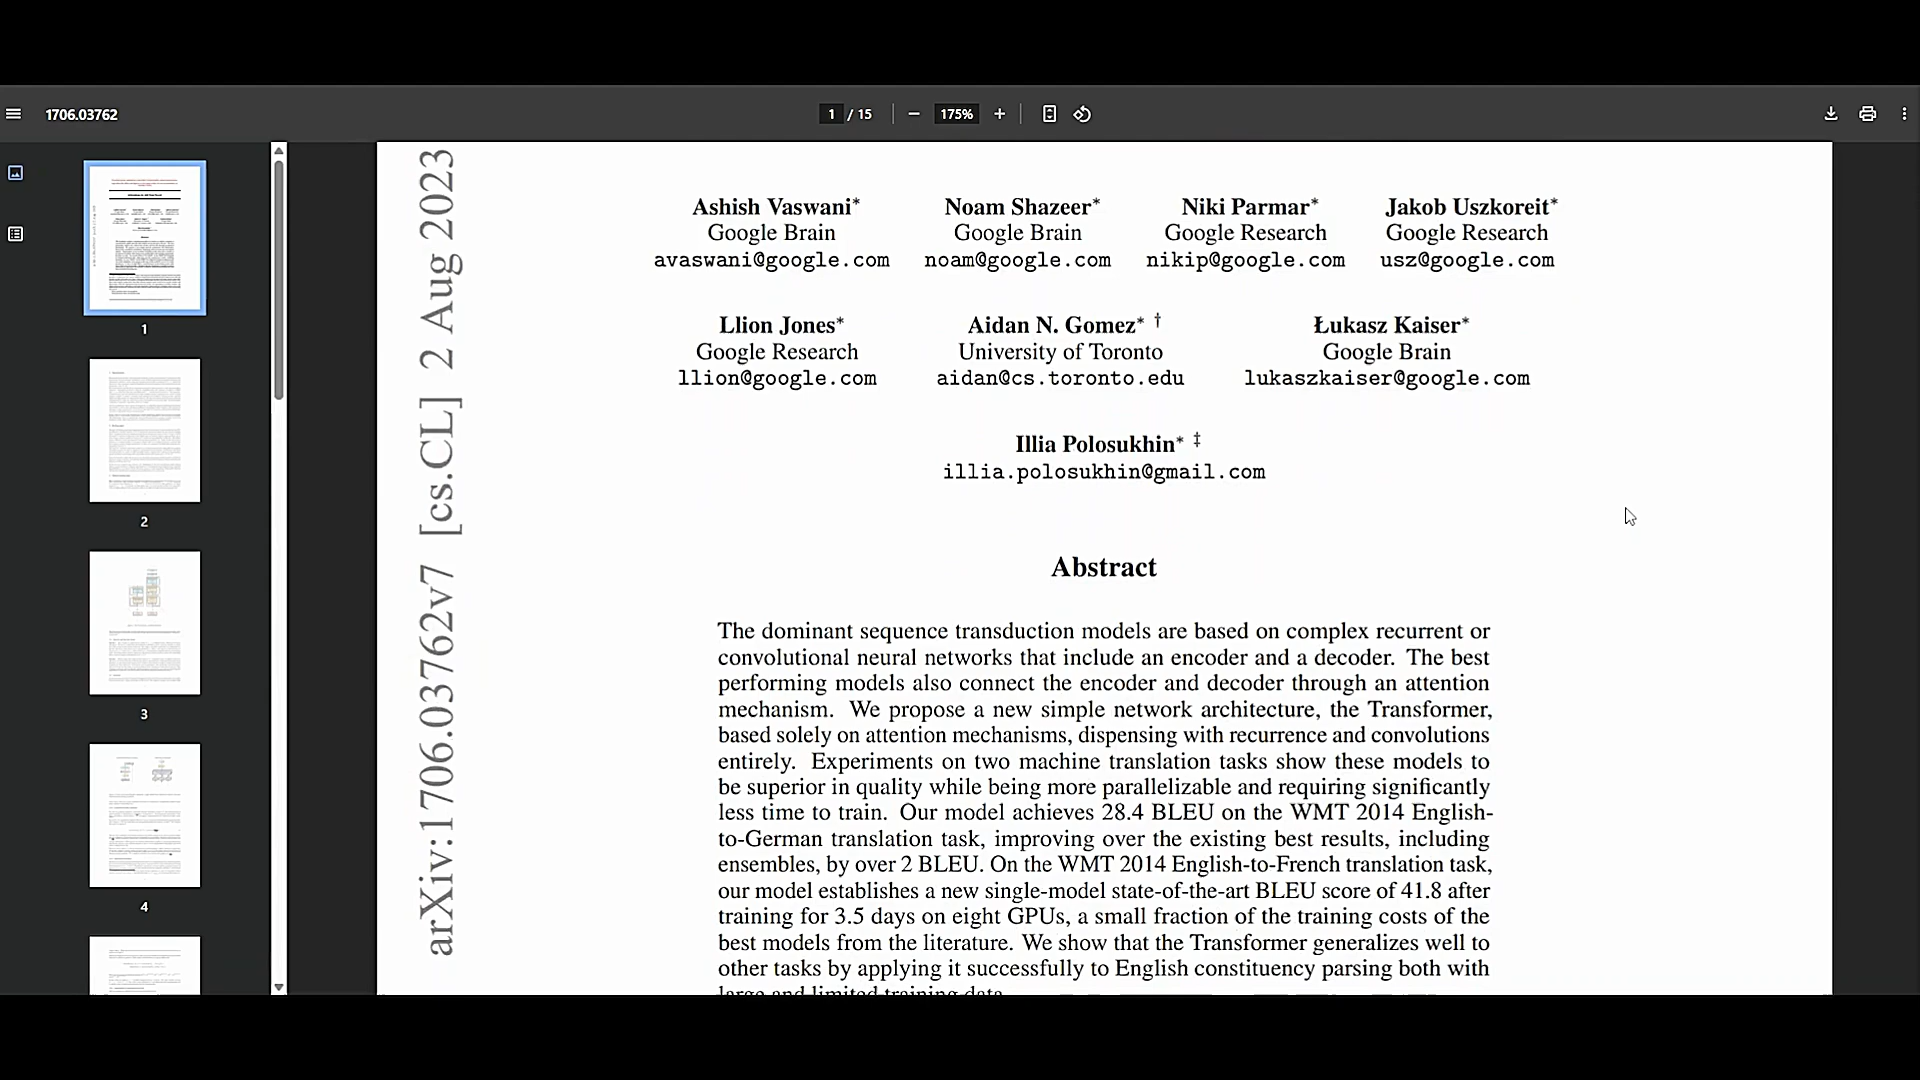 1706.03762
1 / 15
175%
1
2
3
4
arXiv:1706.03762v7 [cs.CL] 2 Aug 2023
Ashish Vaswani* Noam Shazeer* Niki Parmar* Jakob Uszkoreit*
Google Brain Google Brain Google Research Google Research
avaswani@google.com noam@google.com nikip@google.com usz@google.com
Llion Jones* Aidan N. Gomez* † Łukasz Kaiser*
Google Research University of Toronto Google Brain
llion@google.com aidan@cs.toronto.edu lukaszkaiser@google.com
Illia Polosukhin* ‡
illia.polosukhin@gmail.com
Abstract
The dominant sequence transduction models are based on complex recurrent or
convolutional neural networks that include an encoder and a decoder. The best
performing models also connect the encoder and decoder through an attention
mechanism. We propose a new simple network architecture, the Transformer,
based solely on attention mechanisms, dispensing with recurrence and convolutions
entirely. Experiments on two machine translation tasks show these models to
be superior in quality while being more parallelizable and requiring significantly
less time to train. Our model achieves 28.4 BLEU on the WMT 2014 English-
to-German translation task, improving over the existing best results, including
ensembles, by over 2 BLEU. On the WMT 2014 English-to-French translation task,
our model establishes a new single-model state-of-the-art BLEU score of 41.8 after
training for 3.5 days on eight GPUs, a small fraction of the training costs of the
best models from the literature. We show that the Transformer generalizes well to
other tasks by applying it successfully to English constituency parsing both with
large and limited training data.